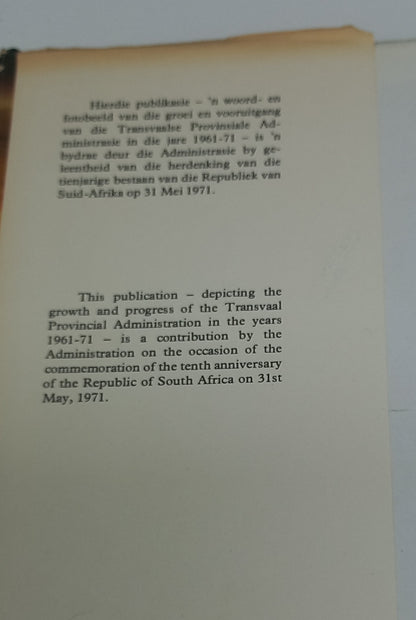 Hierdie publikasie – 'n woord- en
fotobeeld van die groei en vooruitgang
van die Transvaalse Provinsiale Ad-
ministrasie in die jare 1961-71 – is 'n
bydrae deur die Administrasie by ge-
leentheid van die herdenking van die
tienjarige bestaan van die Republiek van
Suid-Afrika op 31 Mei 1971.
This publication – depicting the
growth and progress of the Transvaal
Provincial Administration in the years
1961-71 – is a contribution by the
Administration on the occasion of the
commemoration of the tenth anniversary
of the Republic of South Africa on 31st
May, 1971.